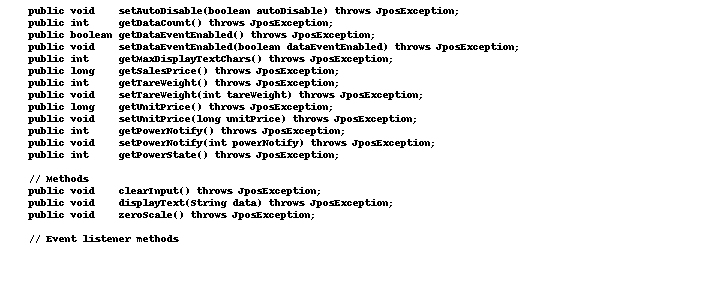 public void    setAutoDisable(boolean autoDisable) throws JposException;
public int     getDataCount() throws JposException;
public boolean getDataEventEnabled() throws JposException;
public void    setDataEventEnabled(boolean dataEventEnabled) throws JposException;
public int     getMaxDisplayTextChars() throws JposException;
public long    getSalesPrice() throws JposException;
public int     getTareWeight() throws JposException;
public void    setTareWeight(int tareWeight) throws JposException;
public long    getUnitPrice() throws JposException;
public void    setUnitPrice(long unitPrice) throws JposException;
public int     getPowerNotify() throws JposException;
public void    setPowerNotify(int powerNotify) throws JposException;
public int     getPowerState() throws JposException;
// Methods
public void    clearInput() throws JposException;
public void    displayText(String data) throws JposException;
public void    zeroScale() throws JposException;
// Event listener methods